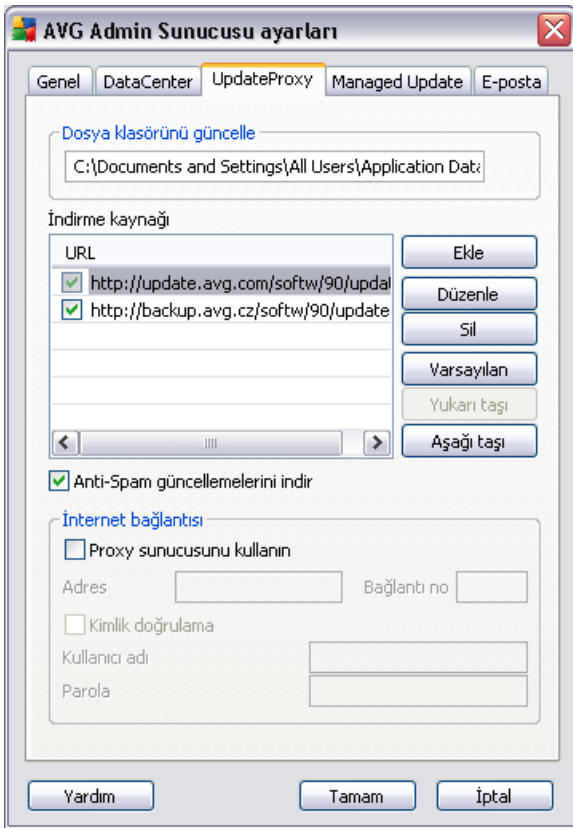 AVG Admin Sunucusu ayarları
Genel DataCenter UpdateProxy Managed Update E-posta
Dosya klasörünü güncelle
C:\Documents and Settings\All Users\Application Data
İndirme kaynağı
URL
http://update.avg.com/softw/90/updat
http://backup.avg.cz/softw/90/update
Ekle
Düzenle
Sil
Varsayılan
Yukarı taşı
Aşağı taşı
Anti-Spam güncellemelerini indir
İnternet bağlantısı
Proxy sunucusunu kullanın
Adres Bağlantı no
Kimlik doğrulama
Kullanıcı adı
Parola
Yardım Tamam İptal